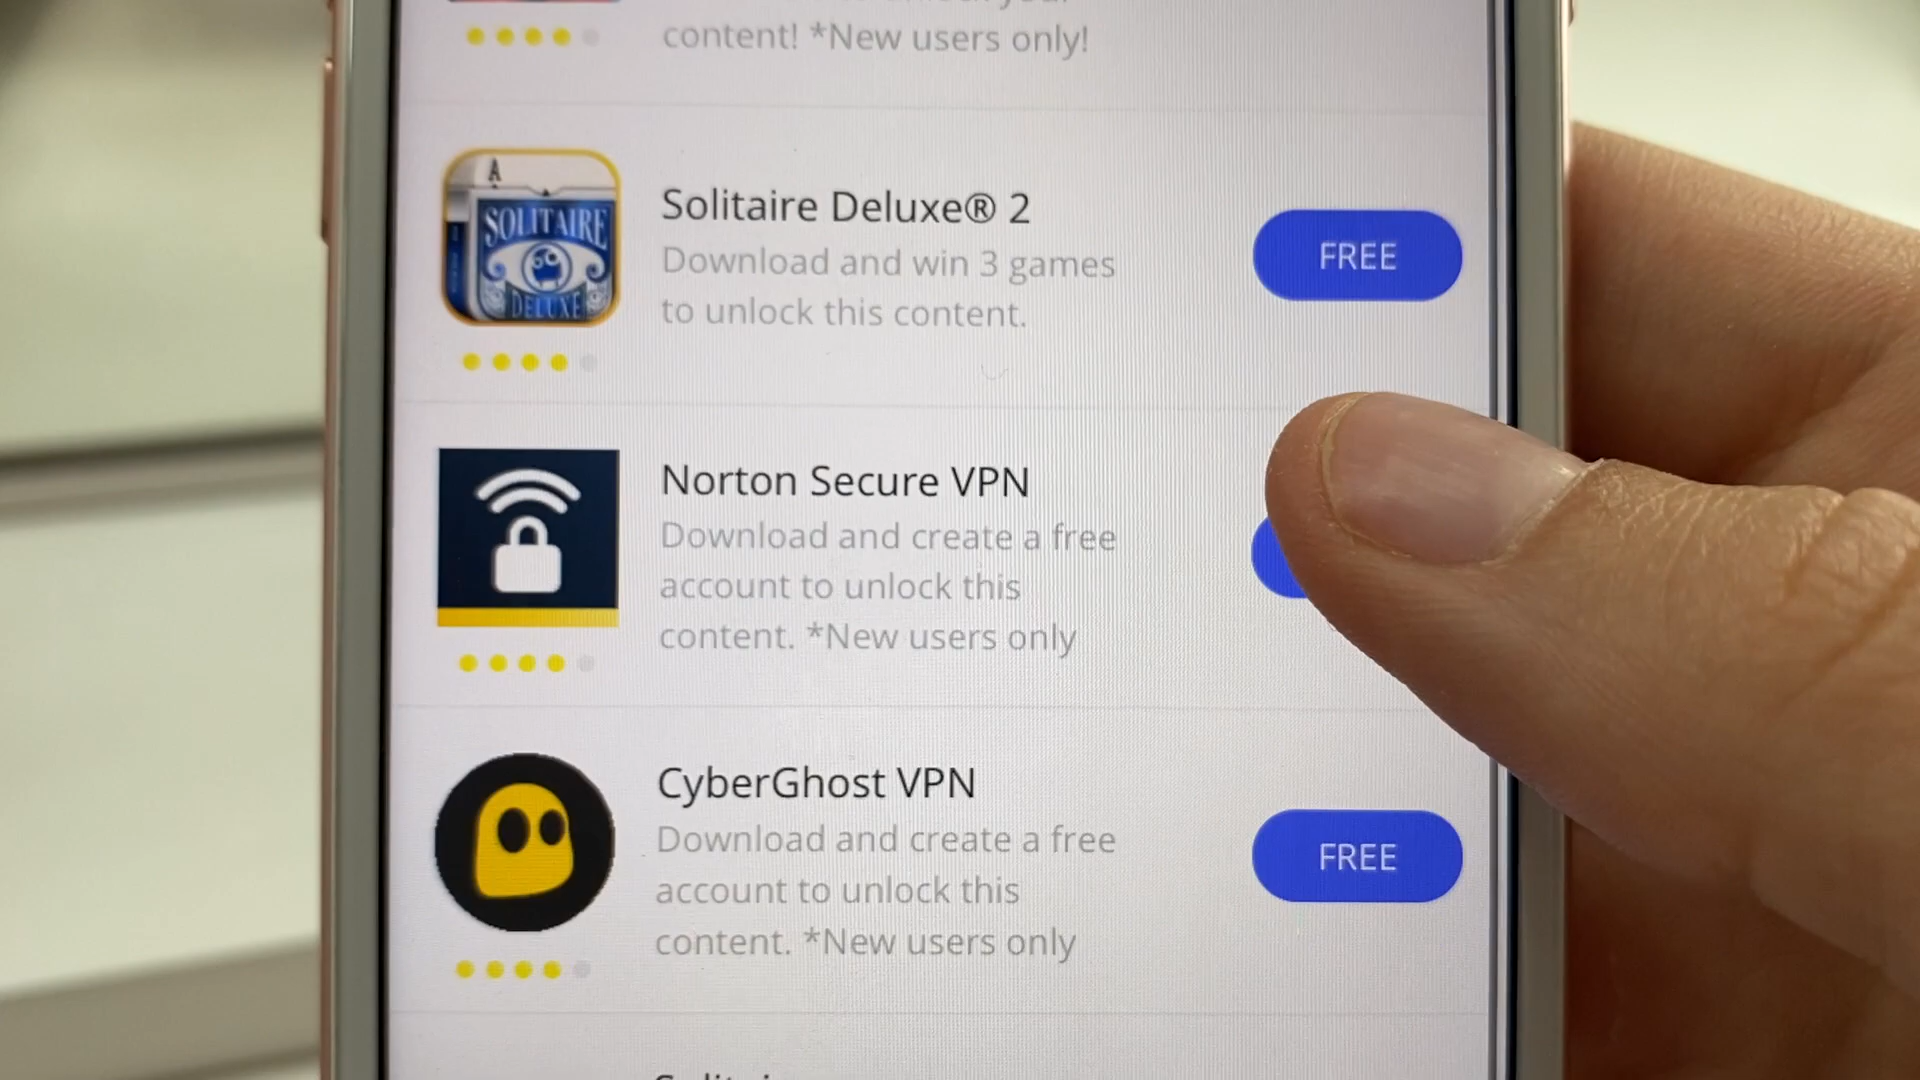 content! *New users only!
A
SOLITAIRE
DELUXE
Solitaire Deluxe® 2
Download and win 3 games
to unlock this content.
FREE
Norton Secure VPN
Download and create a free
account to unlock this
content. *New users only
CyberGhost VPN
Download and create a free
account to unlock this
content. *New users only
FREE